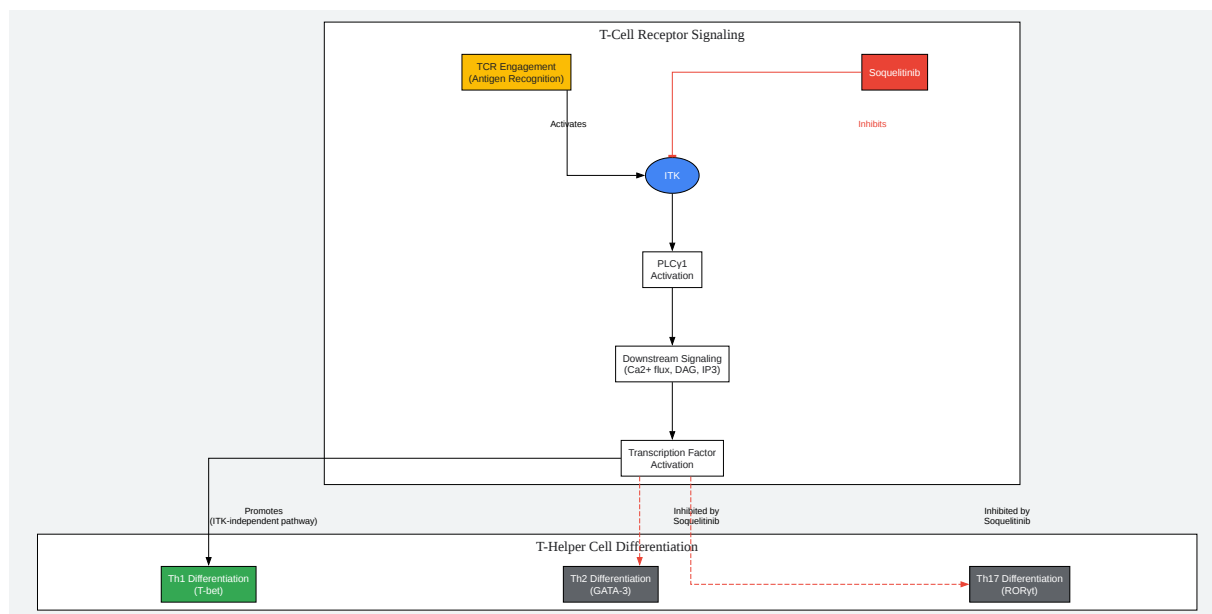 T-Cell Receptor Signaling
TCR Engagement
(Antigen Recognition)
Soquelitinib
Activates
Inhibits
ITK
PLCγ1
Activation
Downstream Signaling
(Ca2+ flux, DAG, IP3)
Transcription Factor
Activation
Promotes
(ITK-independent pathway)
Inhibited by
Soquelitinib
Inhibited by
Soquelitinib
T-Helper Cell Differentiation
Th1 Differentiation
(T-bet)
Th2 Differentiation
(GATA-3)
Th17 Differentiation
(RORγt)